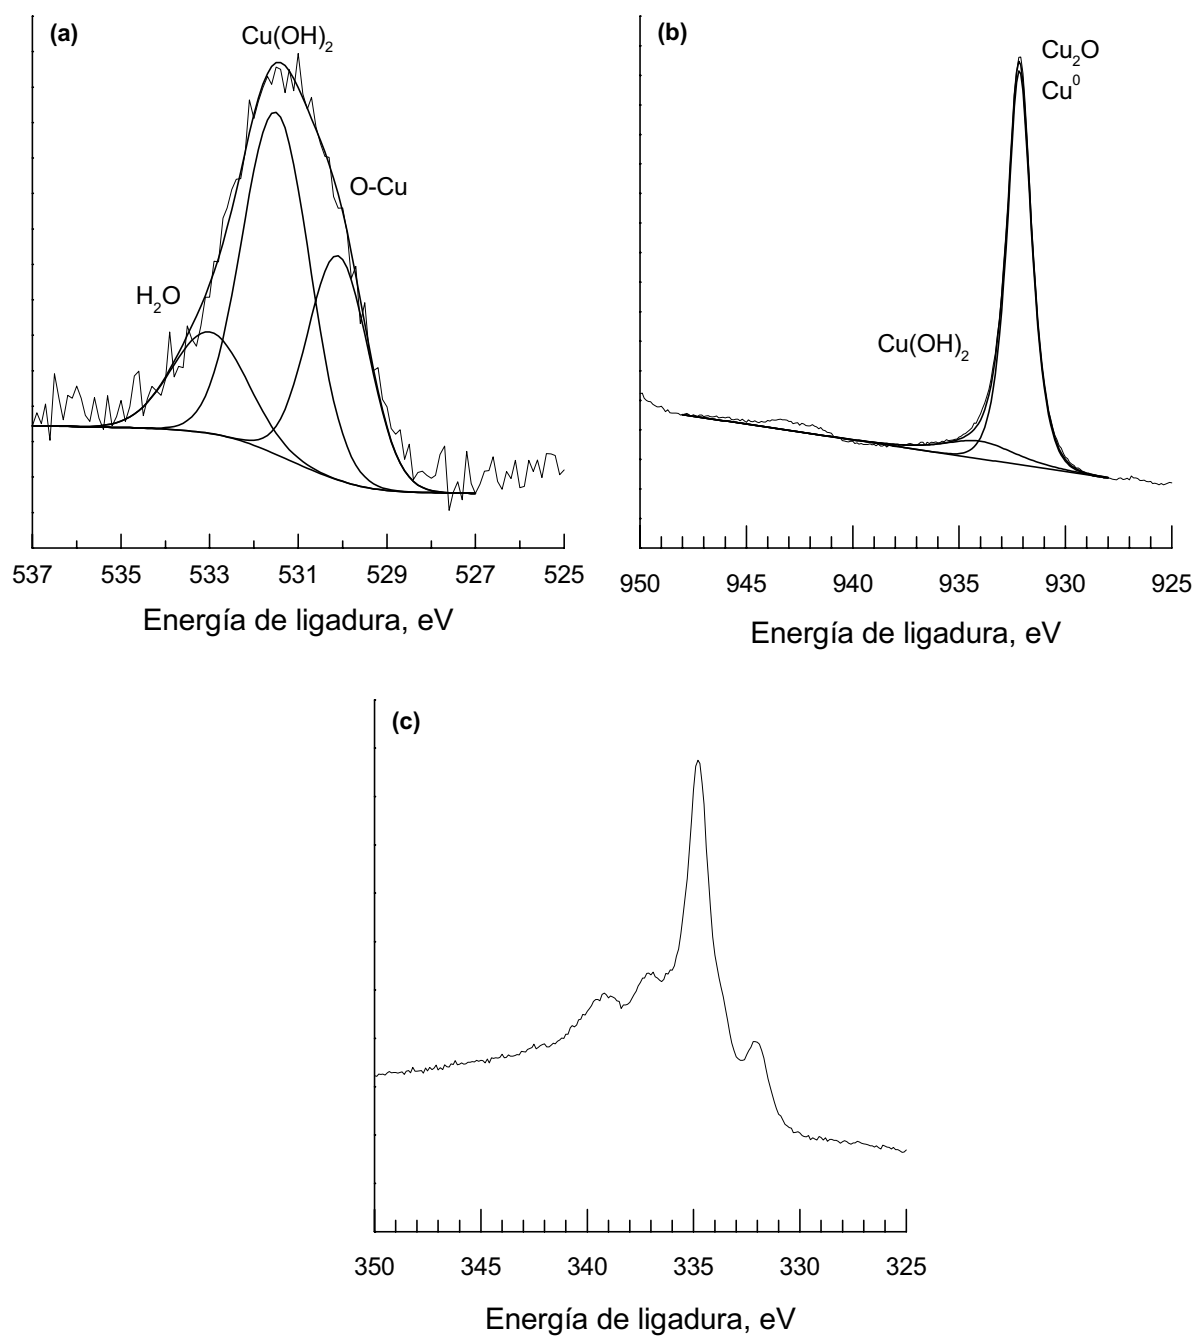 (a)
Cu(OH)₂
O-Cu
H₂O
537 535 533 531 529 527 525
Energía de ligadura, eV
(b)
Cu₂O
Cu⁰
Cu(OH)₂
950 945 940 935 930 925
Energía de ligadura, eV
(c)
350 345 340 335 330 325
Energía de ligadura, eV